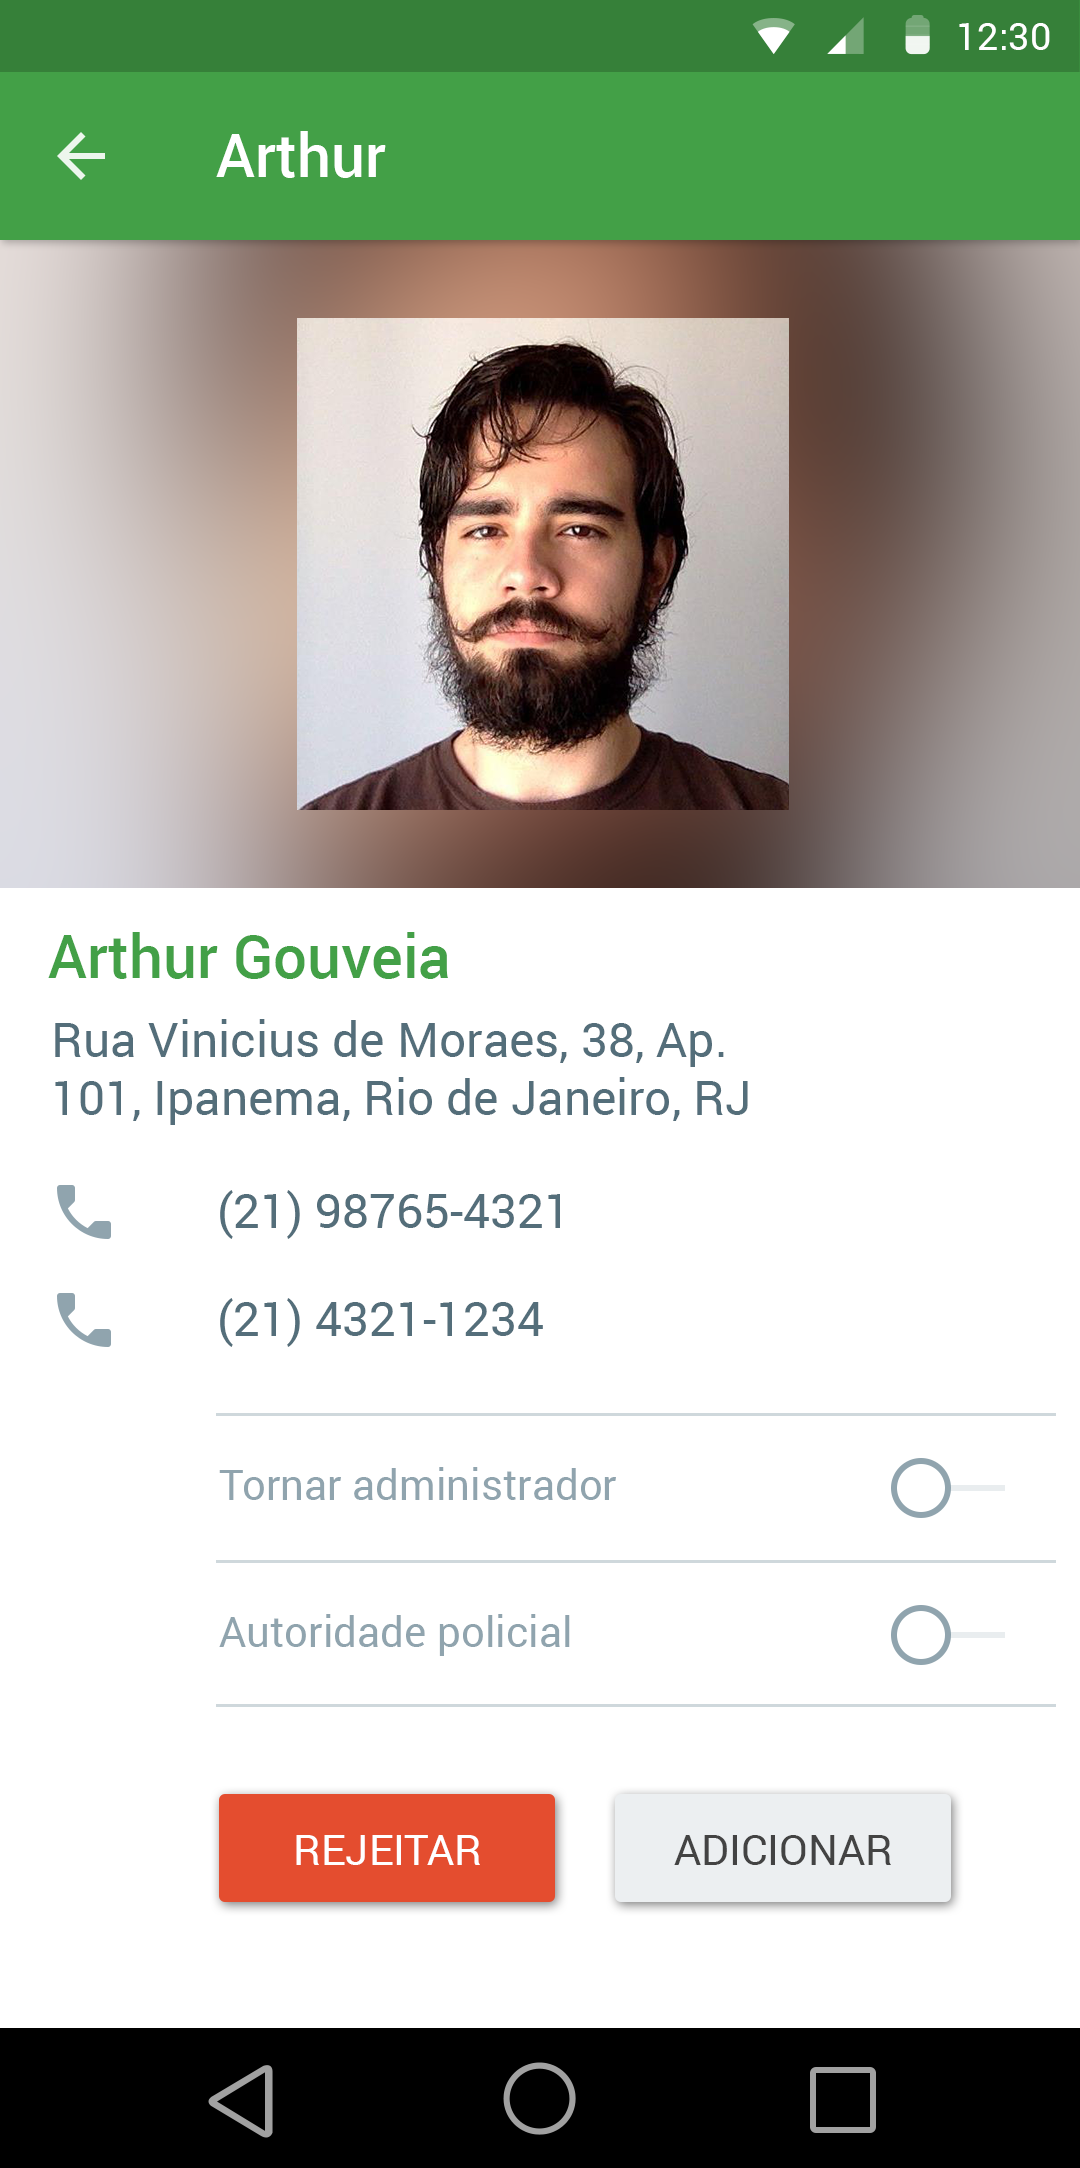 12:30
Arthur
Arthur Gouveia
Rua Vinicius de Moraes, 38, Ap.
101, Ipanema, Rio de Janeiro, RJ
(21) 98765-4321
(21) 4321-1234
Tornar administrador
Autoridade policial
REJEITAR
ADICIONAR